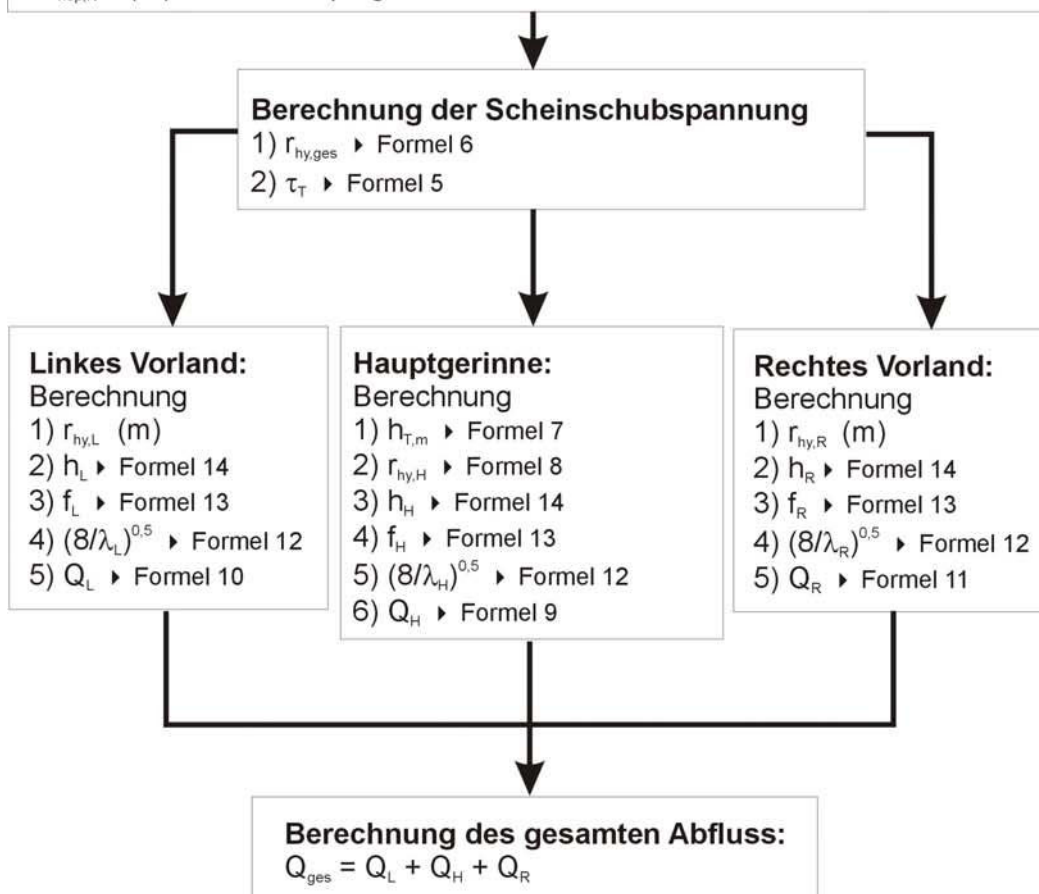 Berechnung der Scheinschubspannung
1) r_hy,ges ▸ Formel 6
2) τ_T ▸ Formel 5
Linkes Vorland:
Berechnung
1) r_hy,L (m)
2) h_L ▸ Formel 14
3) f_L ▸ Formel 13
4) (8/λ_L)^0,5 ▸ Formel 12
5) Q_L ▸ Formel 10
Hauptgerinne:
Berechnung
1) h_T,m ▸ Formel 7
2) r_hy,H ▸ Formel 8
3) h_H ▸ Formel 14
4) f_H ▸ Formel 13
5) (8/λ_H)^0,5 ▸ Formel 12
6) Q_H ▸ Formel 9
Rechtes Vorland:
Berechnung
1) r_hy,R (m)
2) h_R ▸ Formel 14
3) f_R ▸ Formel 13
4) (8/λ_R)^0,5 ▸ Formel 12
5) Q_R ▸ Formel 11
Berechnung des gesamten Abfluss:
Q_ges = Q_L + Q_H + Q_R